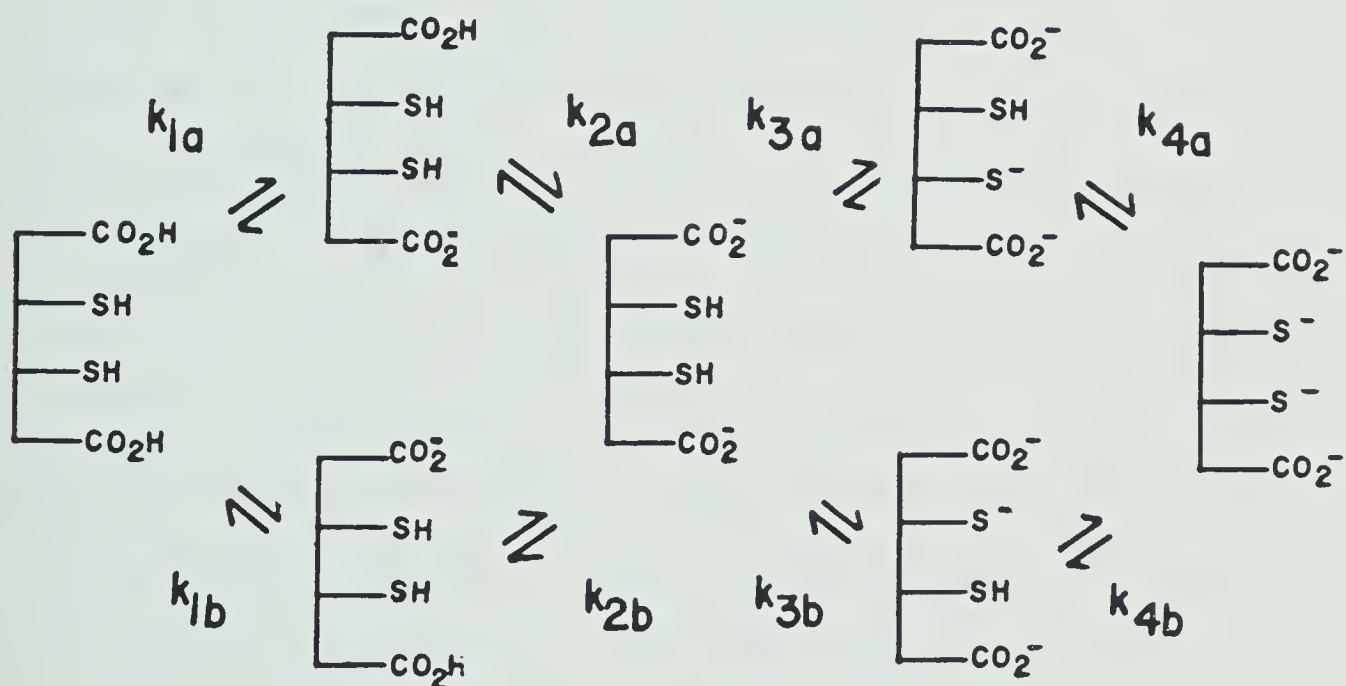 CO₂H
SH
SH
CO₂⁻
k₁ₐ
k₂ₐ
k₃ₐ
CO₂⁻
SH
S⁻
CO₂⁻
k₄ₐ
CO₂H
SH
SH
CO₂H
CO₂⁻
SH
SH
CO₂⁻
CO₂⁻
S⁻
S⁻
CO₂⁻
CO₂⁻
SH
SH
CO₂H
k₁b
k₂b
k₃b
CO₂⁻
S⁻
SH
CO₂⁻
k₄b